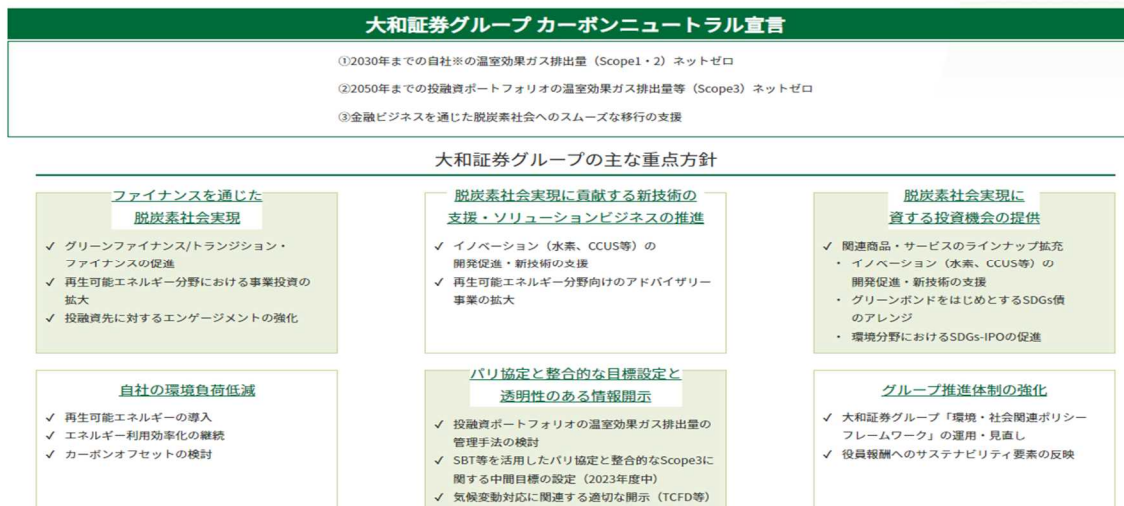 大和証券グループ カーボンニュートラル宣言
①2030年までの自社※の温室効果ガス排出量（Scope1・2）ネットゼロ
②2050年までの投融資ポートフォリオの温室効果ガス排出量等（Scope3）ネットゼロ
③金融ビジネスを通じた脱炭素社会へのスムーズな移行の支援
大和証券グループの主な重点方針
ファイナンスを通じた
脱炭素社会実現
✓ グリーンファイナンス/トランジション・
ファイナンスの促進
✓ 再生可能エネルギー分野における事業投資の
拡大
✓ 投融資先に対するエンゲージメントの強化
脱炭素社会実現に貢献する新技術の
支援・ソリューションビジネスの推進
✓ イノベーション（水素、CCUS等）の
開発促進・新技術の支援
✓ 再生可能エネルギー分野向けのアドバイザリー
事業の拡大
脱炭素社会実現に
資する投資機会の提供
✓ 関連商品・サービスのラインナップ拡充
・ イノベーション（水素、CCUS等）の
開発促進・新技術の支援
・ グリーンボンドをはじめとするSDGs債
のアレンジ
・ 環境分野におけるSDGs-IPOの促進
自社の環境負荷低減
✓ 再生可能エネルギーの導入
✓ エネルギー利用効率化の継続
✓ カーボンオフセットの検討
パリ協定と整合的な目標設定と
透明性のある情報開示
✓ 投融資ポートフォリオの温室効果ガス排出量の
管理手法の検討
✓ SBT等を活用したパリ協定と整合的なScope3に
関する中間目標の設定（2023年度中）
✓ 気候変動対応に関連する適切な開示（TCFD等）
グループ推進体制の強化
✓ 大和証券グループ「環境・社会関連ポリシー
フレームワーク」の運用・見直し
✓ 役員報酬へのサステナビリティ要素の反映